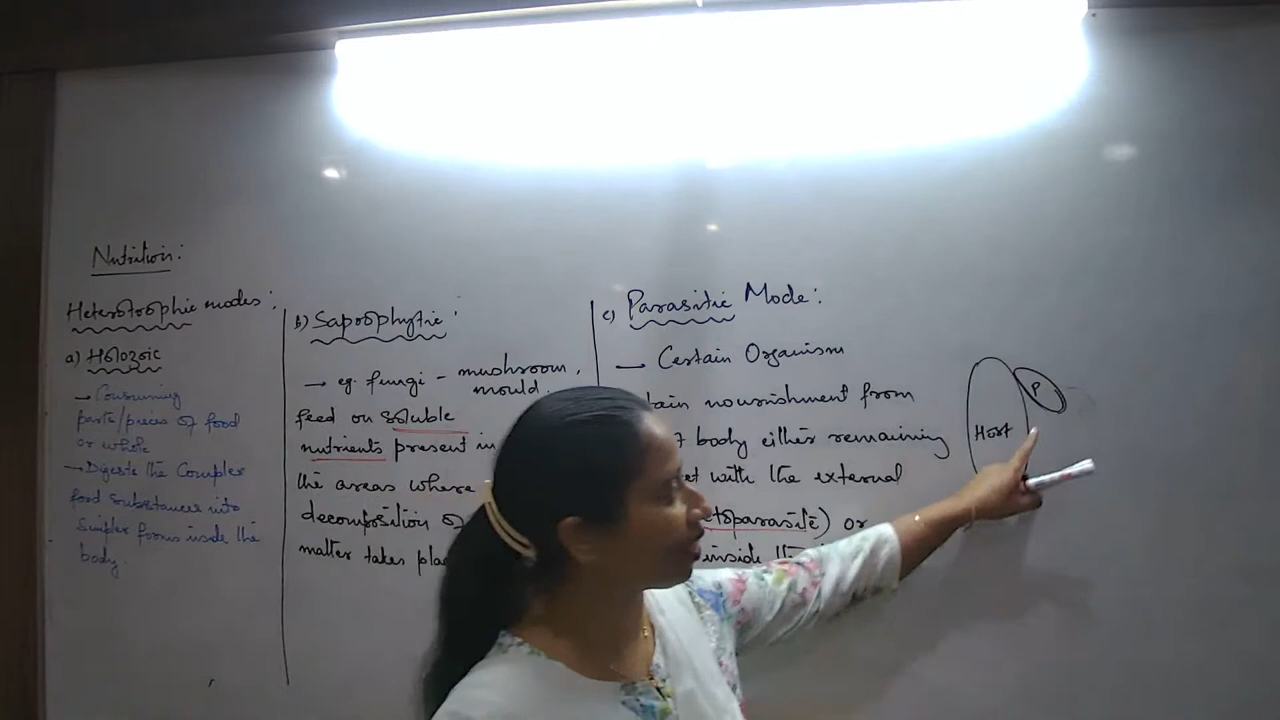 Nutrition:
Heterotrophic modes:
a) Holozoic
→ Consuming
parts/pieces of food
or whole
→ Digests the Complex
food substances into
simpler forms inside the
body.
b) Saprophytic:
→ eg. fungi - mushroom,
mould.
feed on soluble
nutrients present in
the areas where
decomposition of
matter takes
c) Parasitic Mode:
→ Certain Organism
nourishment from
body either remaining
with the external
or
inside
Host
P